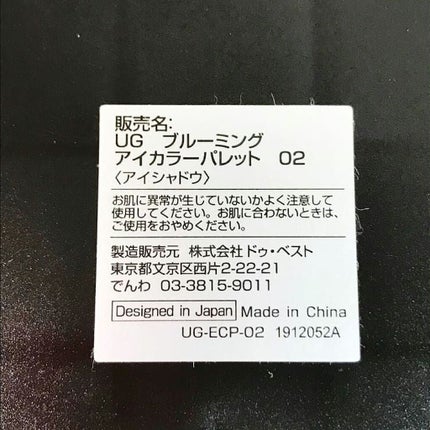 販売名:
UG ブルーミング
アイカラーパレット 02
〈アイシャドウ〉
お肌に異常が生じていないかよく注意して
使用してください。お肌に合わないときは、
ご使用をおやめください。
製造販売元 株式会社ドゥ・ベスト
東京都文京区西片2-22-21
でんわ 03-3815-9011
Designed in Japan Made in China
UG-ECP-02 1912052A